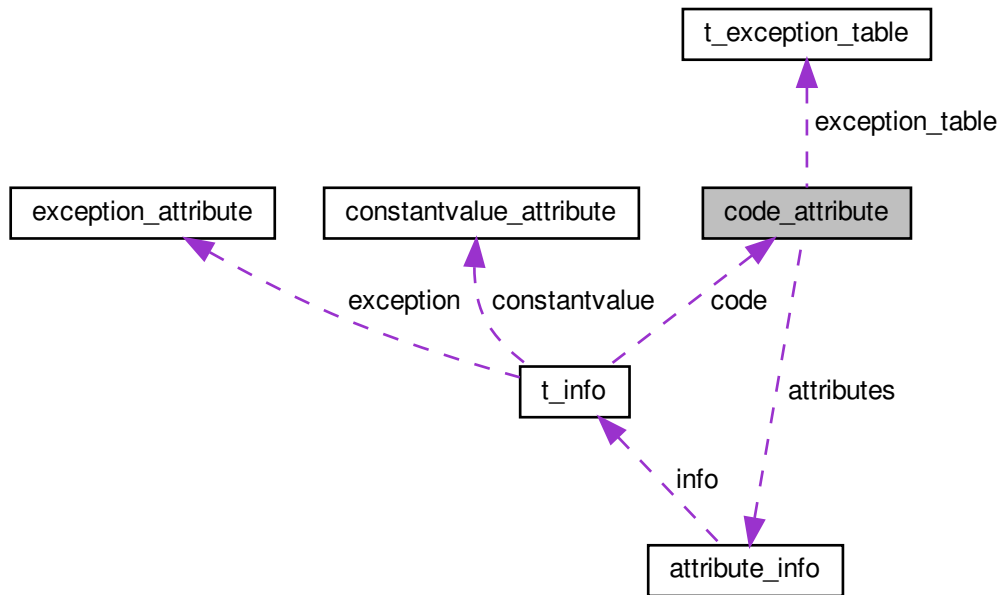 t_exception_table
exception_table
exception_attribute
constantvalue_attribute
code_attribute
exception
constantvalue
code
t_info
attributes
info
attribute_info